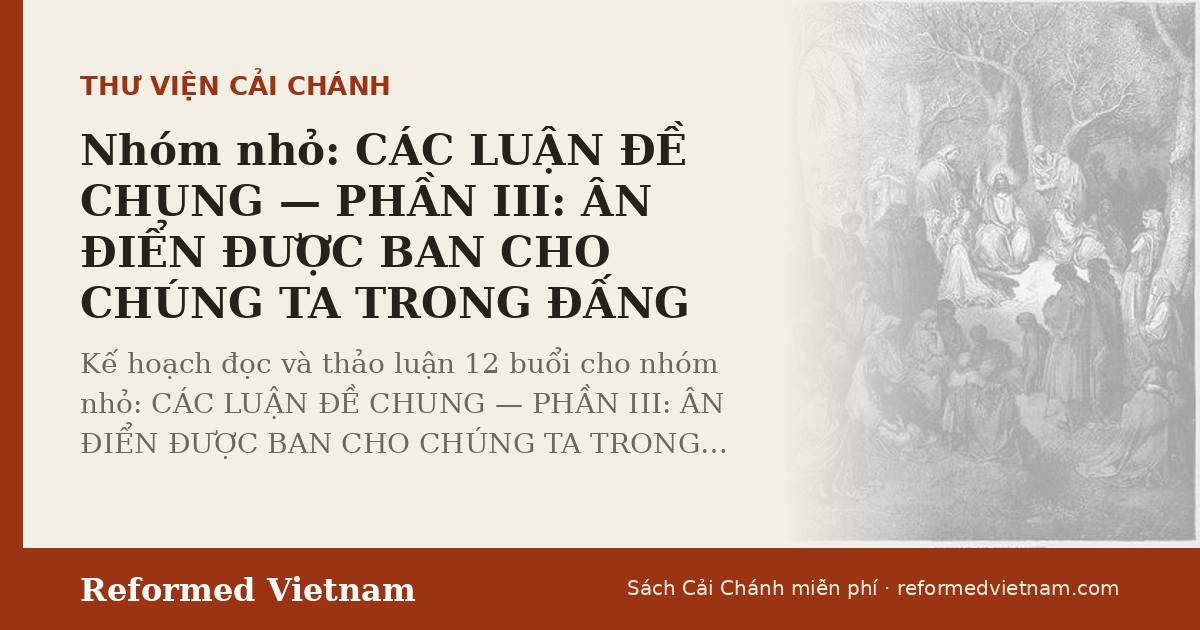 THƯ VIỆN CẢI CHÁNH
Nhóm nhỏ: CÁC LUẬN ĐỀ
CHUNG — PHẦN III: ÂN
ĐIỂN ĐƯỢC BAN CHO
CHÚNG TA TRONG ĐẤNG
Kế hoạch đọc và thảo luận 12 buổi cho nhóm
nhỏ: CÁC LUẬN ĐỀ CHUNG — PHẦN III: ÂN
ĐIỂN ĐƯỢC BAN CHO CHÚNG TA TRONG…
Reformed Vietnam
Sách Cải Chánh miễn phí · reformedvietnam.com